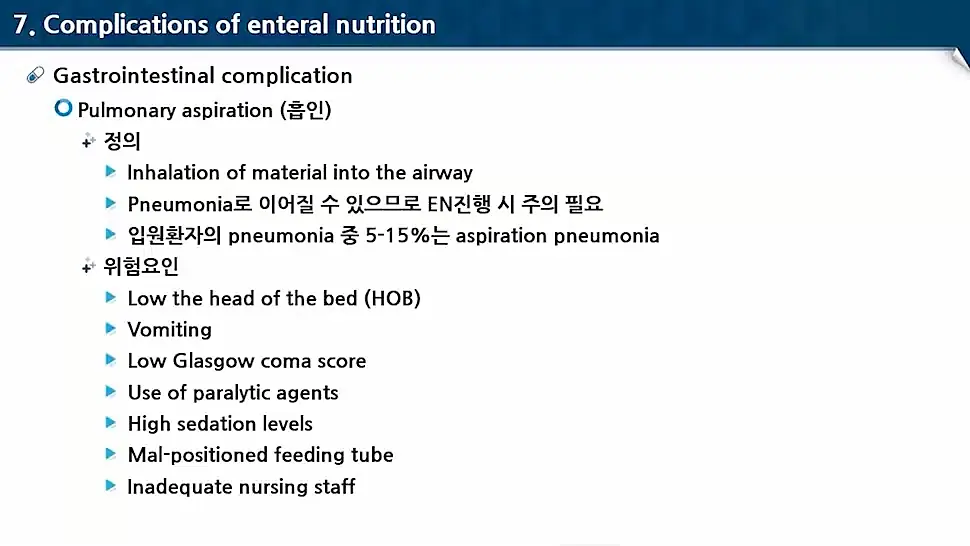 7. Complications of enteral nutrition
Gastrointestinal complication
Pulmonary aspiration (흡인)
정의
Inhalation of material into the airway
Pneumonia로 이어질 수 있으므로 EN진행 시 주의 필요
입원환자의 pneumonia 중 5-15%는 aspiration pneumonia
위험요인
Low the head of the bed (HOB)
Vomiting
Low Glasgow coma score
Use of paralytic agents
High sedation levels
Mal-positioned feeding tube
Inadequate nursing staff